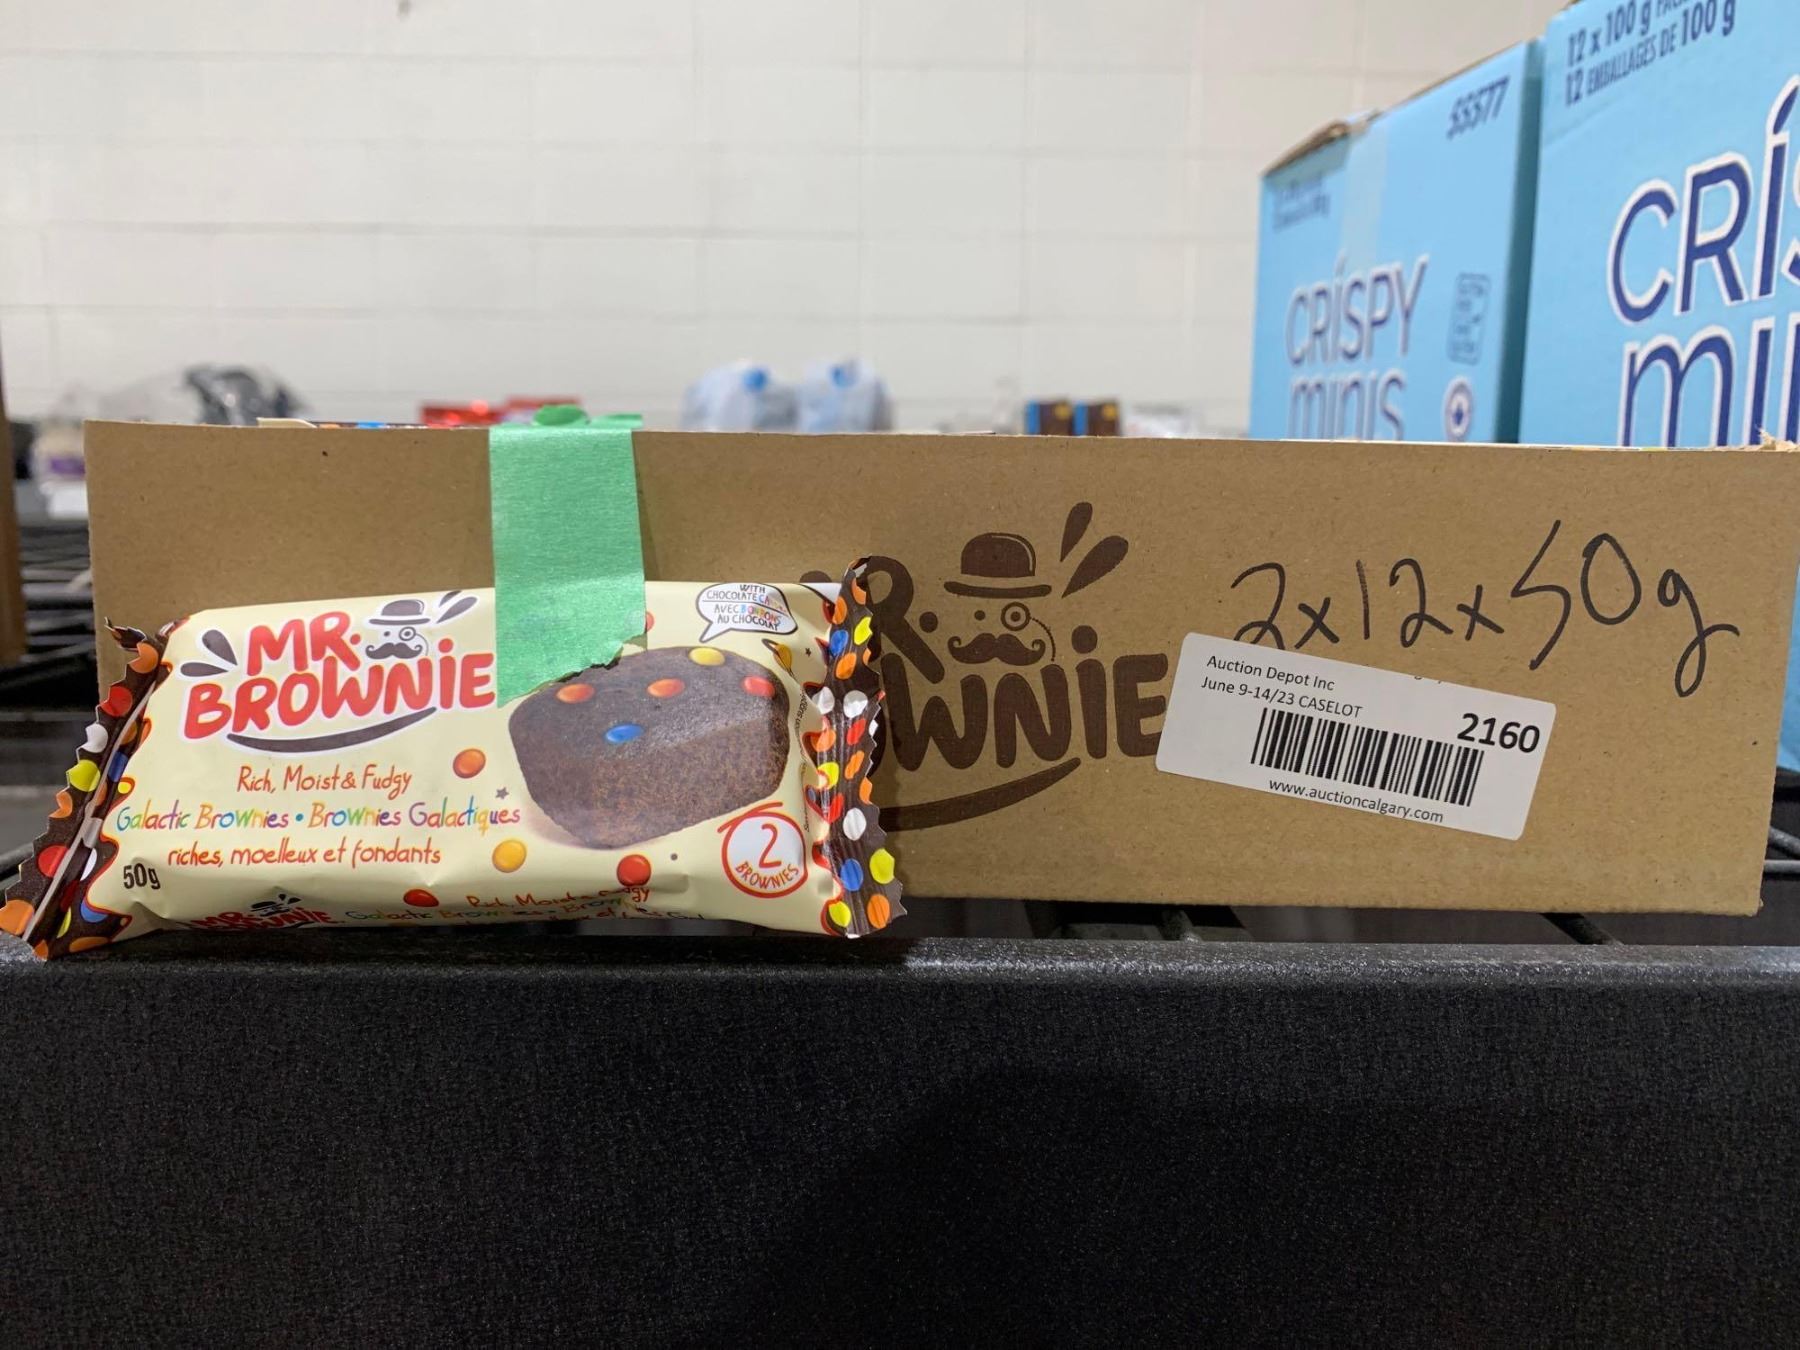 12 x 100 g
12 EMBALLAGES DE 100 g
55577
CRISPY
MINIS
MR.
BROWNIE
WITH
CHOCOLATE
AVEC BONBONS
AU CHOCOLAT
Rich, Moist & Fudgy
Galactic Brownies • Brownies Galactiques
riches, moelleux et fondants
50g
2
BROWNIES
MR. BROWNIE
2x12x50g
Auction Depot Inc
June 9-14/23 CASELOT
2160
www.auctioncalgary.com